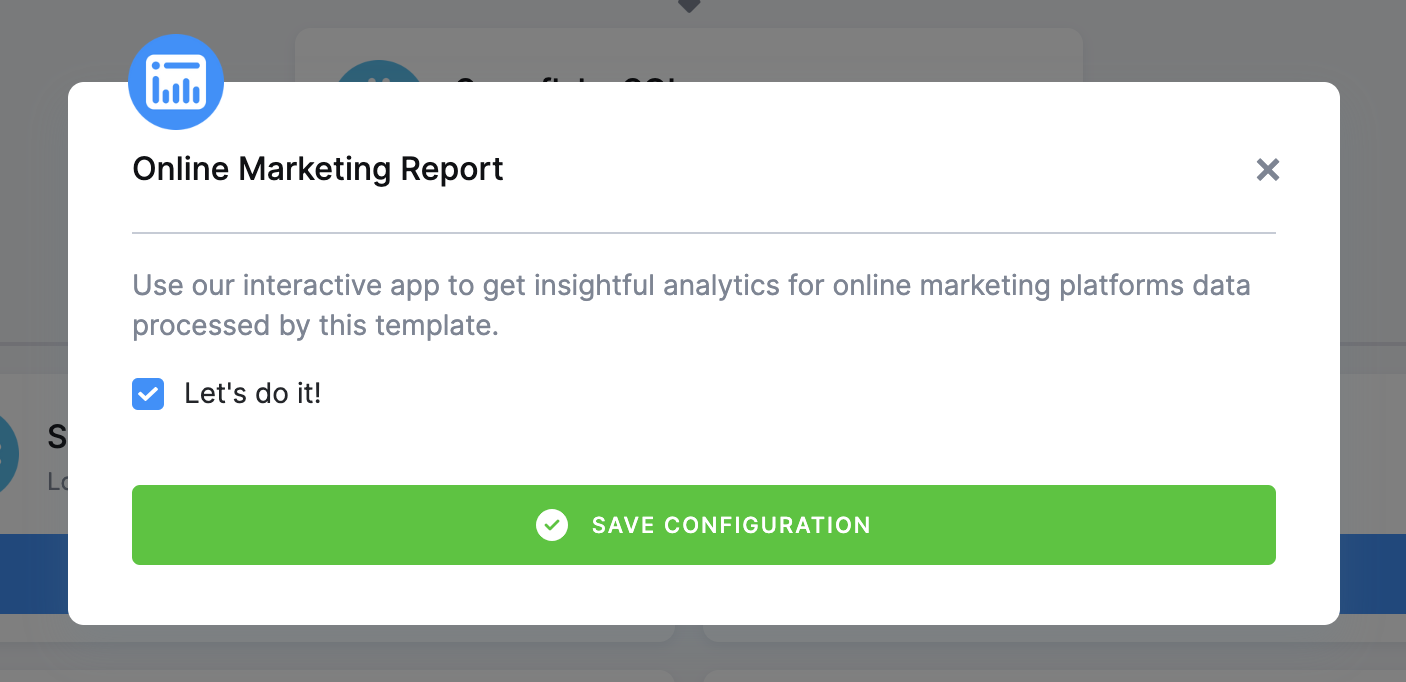 Online Marketing Report
Use our interactive app to get insightful analytics for online marketing platforms data
processed by this template.
Let's do it!
SAVE CONFIGURATION